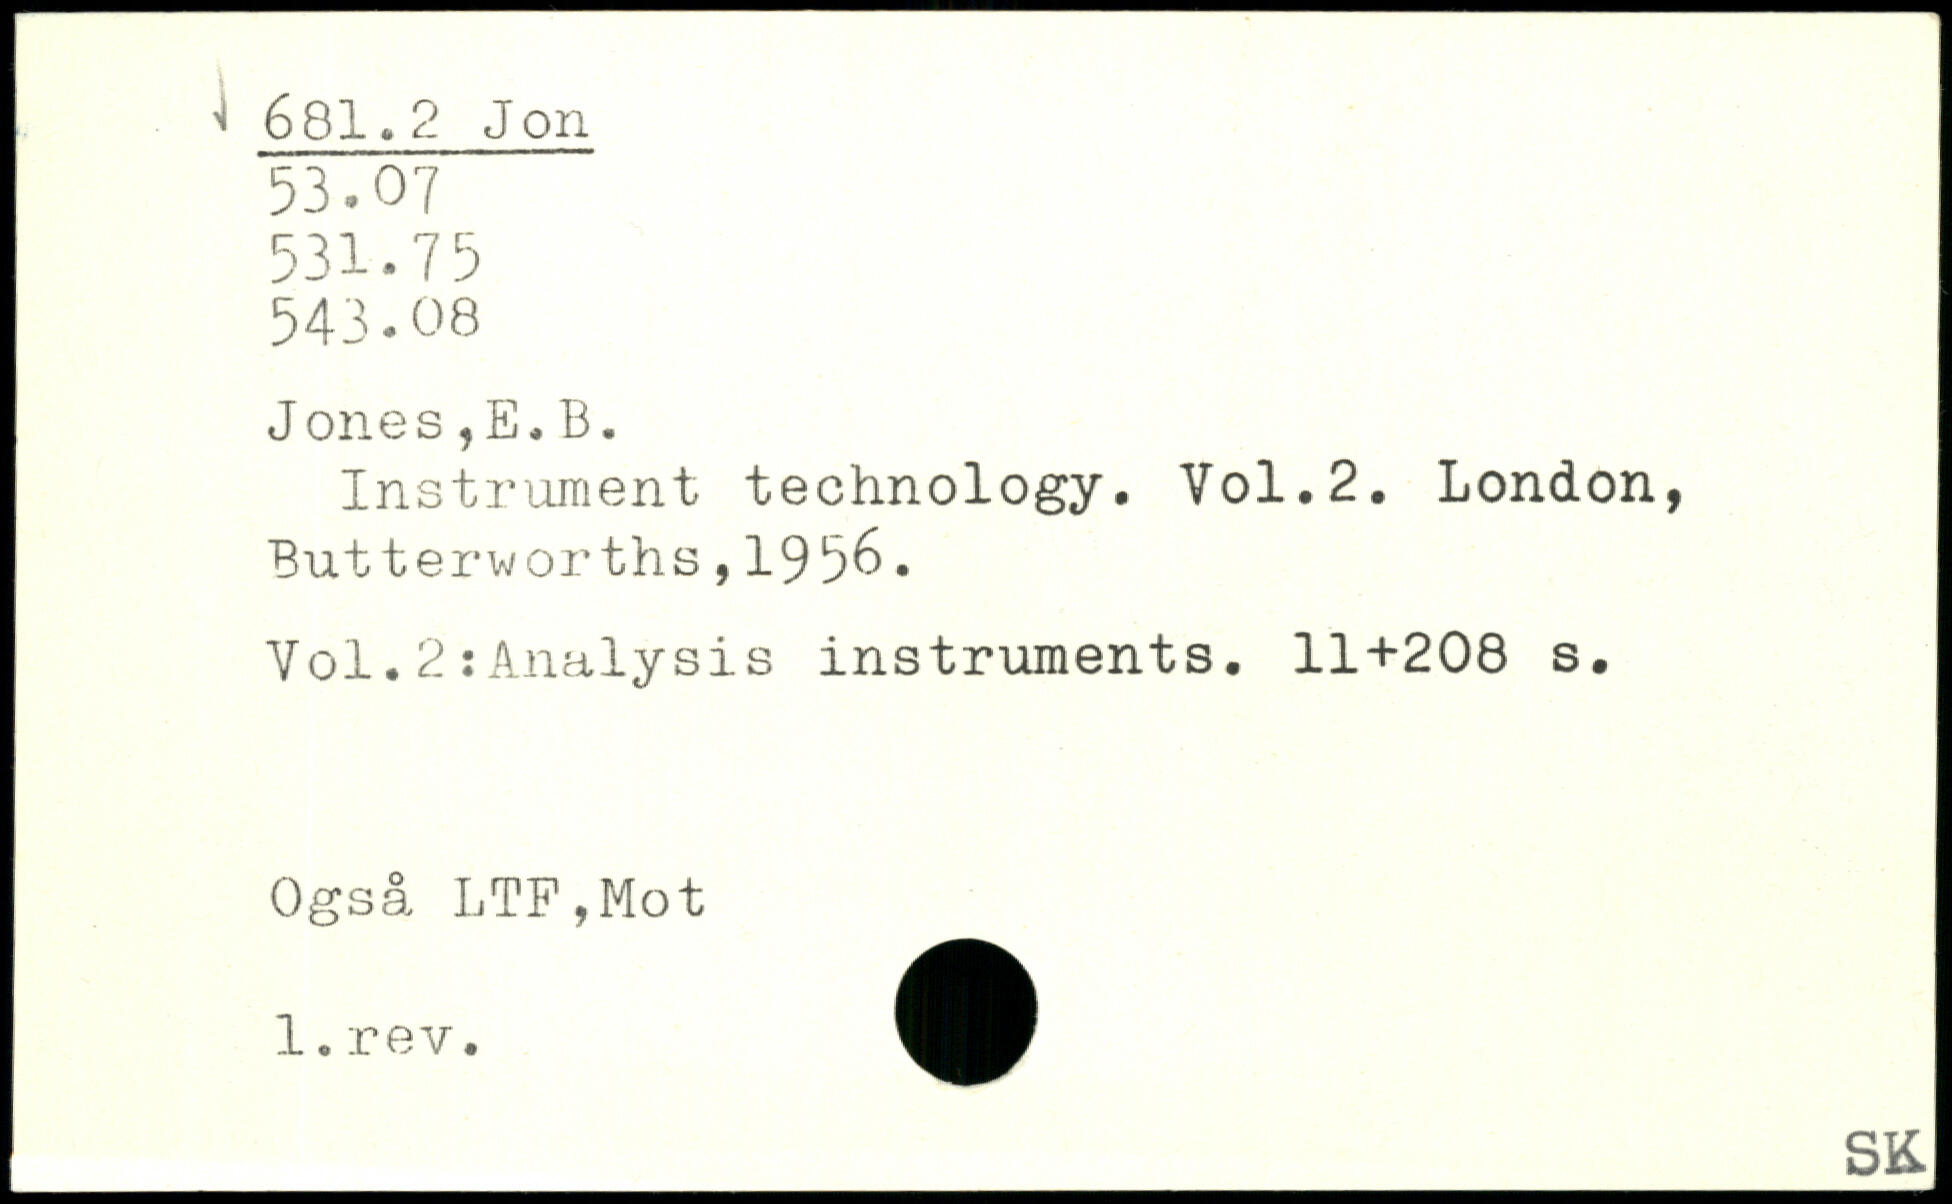 681.2 Jon
53.07
531.75
543.08
Jones,E.B.
Instrument technology. Vol.2. London,
Butterworths,1956.
Vol.2:Analysis instruments. 11+208 s.
Også LTF,Mot
1.rev.
SK